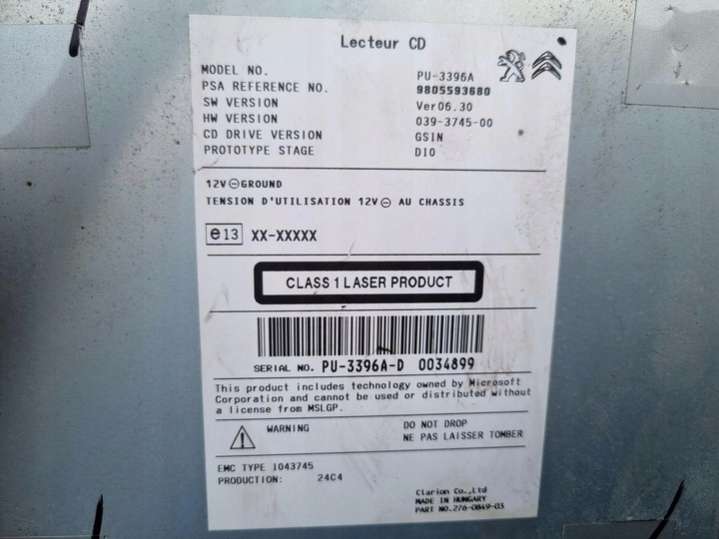 Lecteur CD
MODEL NO. PU-3396A
PSA REFERENCE NO. 9805593680
SW VERSION Ver06.30
HW VERSION 039-3745-00
CD DRIVE VERSION GSIN
PROTOTYPE STAGE DIO
12V ⊖ GROUND
TENSION D'UTILISATION 12V ⊖ AU CHASSIS
e13 XX-XXXXX
CLASS 1 LASER PRODUCT
SERIAL NO. PU-3396A-D 0034899
This product includes technology owned by Microsoft
Corporation and cannot be used or distributed without
a license from MSLGP.
WARNING DO NOT DROP
NE PAS LAISSER TOMBER
EMC TYPE 1043745
PRODUCTION: 24C4
Clarion Co.,Ltd
MADE IN HUNGARY
PART NO.276-0849-03